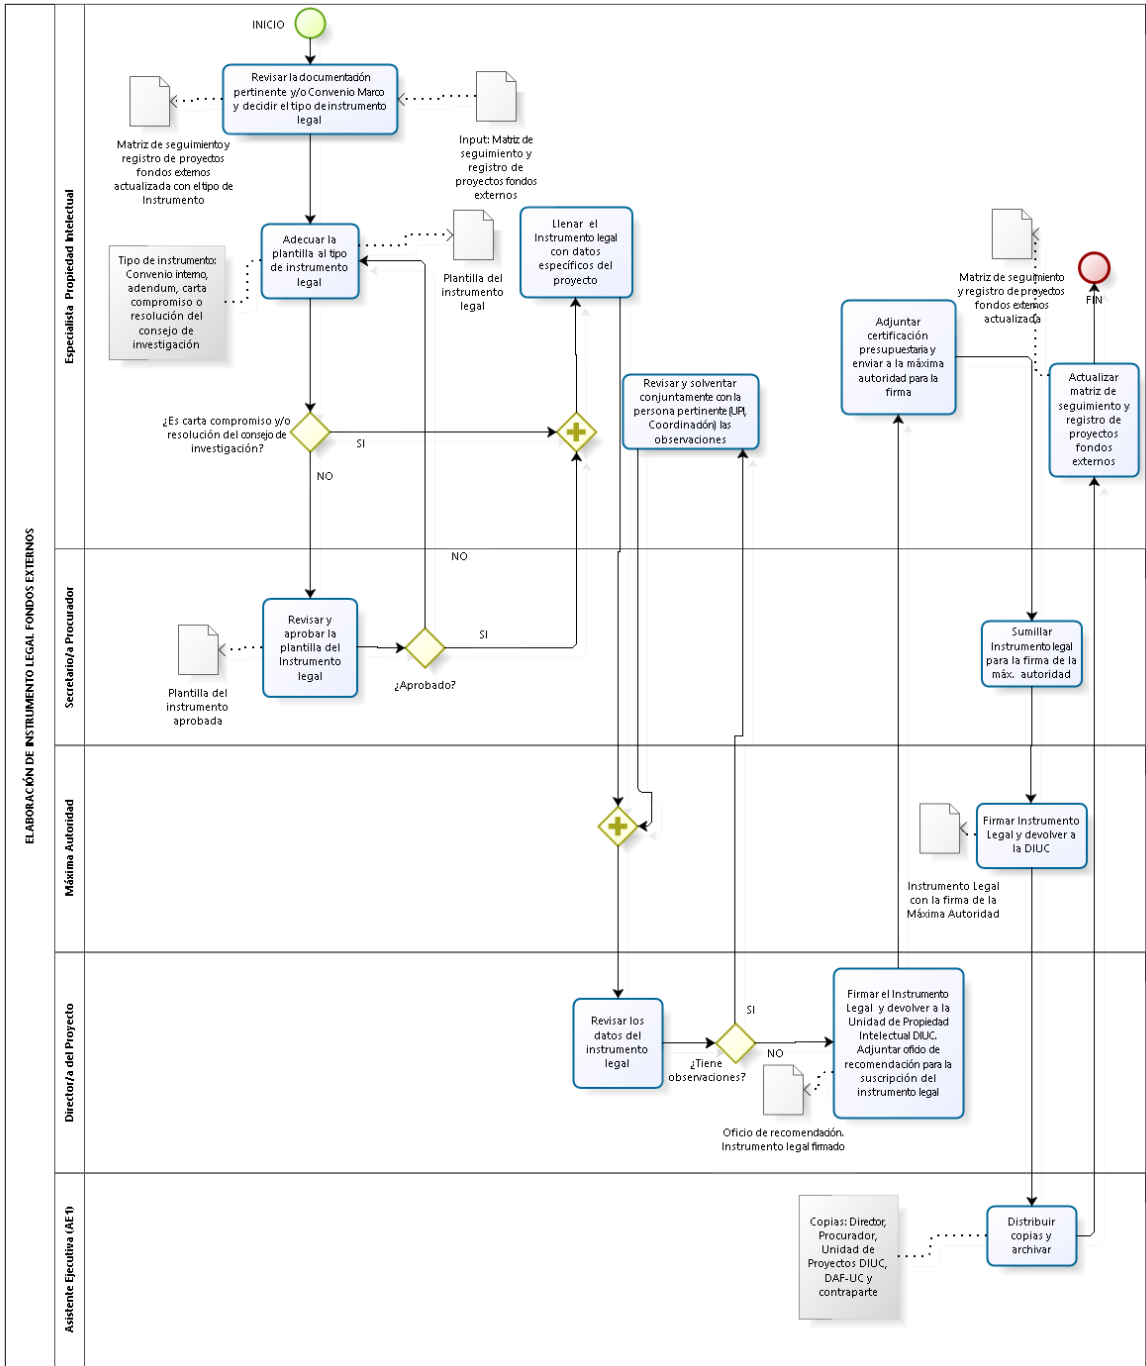 ELABORACIÓN DE INSTRUMENTO LEGAL FONDOS EXTERNOS
Especialista Propiedad Intelectual
INICIO
Revisar la documentación
pertinente y/o Convenio Marco
y decidir el tipo de instrumento
legal
Matriz de seguimiento y
registro de proyectos
fondos externos
actualizada con el tipo de
Instrumento
Input: Matriz de
seguimiento y
registro de
proyectos fondos
externos
Adecuar la
plantilla al tipo
de instrumento
legal
Tipo de instrumento:
Convenio interno,
adendum, carta
compromiso o
resolución del
consejo de
investigación
Plantilla del
instrumento
legal
Llenar el
Instrumento legal
con datos
específicos del
proyecto
¿Es carta compromiso y/o
resolución del consejo de
investigación?
SI
NO
Revisar y solventar
conjuntamente con la
persona pertinente (UPI,
Coordinación) las
observaciones
Adjuntar
certificación
presupuestaria y
enviar a la máxima
autoridad para la
firma
Matriz de seguimiento
y registro de proyectos
fondos externos
actualizada
FIN
Actualizar
matriz de
seguimiento y
registro de
proyectos
fondos
externos
Secretario/a Procurador
NO
Revisar y
aprobar la
plantilla del
Instrumento
legal
Plantilla del
instrumento
aprobada
¿Aprobado?
SI
Sumillar
Instrumento legal
para la firma de la
máx. autoridad
Máxima Autoridad
Firmar Instrumento
Legal y devolver a
la DIUC
Instrumento Legal
con la firma de la
Máxima Autoridad
Director/a del Proyecto
Revisar los
datos del
instrumento
legal
SI
¿Tiene
observaciones?
NO
Firmar el Instrumento
Legal y devolver a la
Unidad de Propiedad
Intelectual DIUC.
Adjuntar oficio de
recomendación para la
suscripción del
instrumento legal
Oficio de recomendación.
Instrumento legal firmado
Asistente Ejecutiva (AE1)
Copias: Director,
Procurador,
Unidad de
Proyectos DIUC,
DAF-UC y
contraparte
Distribuir
copias y
archivar